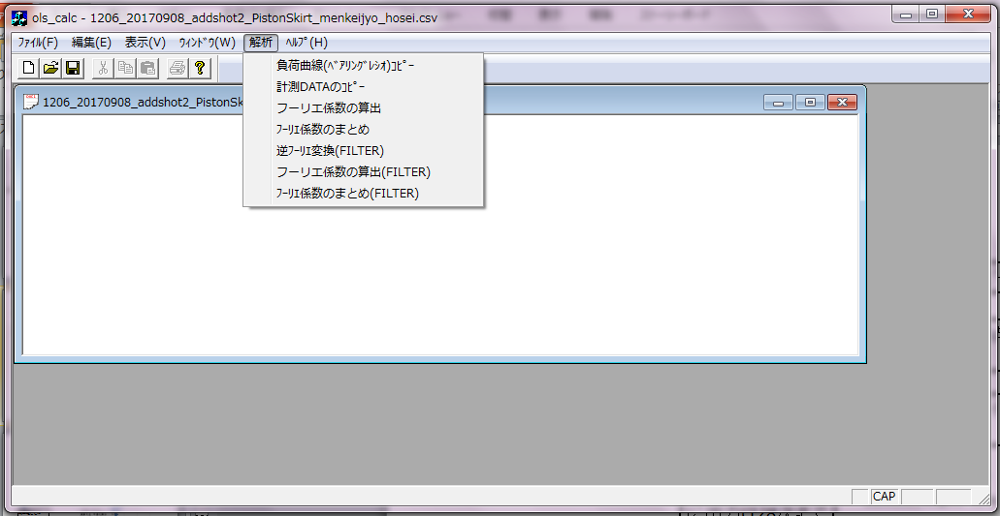 ols_calc - 1206_20170908_addshot2_PistonSkirt_menkeijyo_hosei.csv
ﾌｧｲﾙ(F) 編集(E) 表示(V) ｳｨﾝﾄﾞｳ(W) 解析 ﾍﾙﾌﾟ(H)
負荷曲線(ﾍﾞｱﾘﾝｸﾞﾚｼｵ)ｺﾋﾟｰ
計測DATAのｺﾋﾟｰ
1206_20170908_addshot2_PistonSk
フーリエ係数の算出
ﾌｰﾘｴ係数のまとめ
逆ﾌｰﾘｴ変換(FILTER)
フーリエ係数の算出(FILTER)
ﾌｰﾘｴ係数のまとめ(FILTER)
CAP